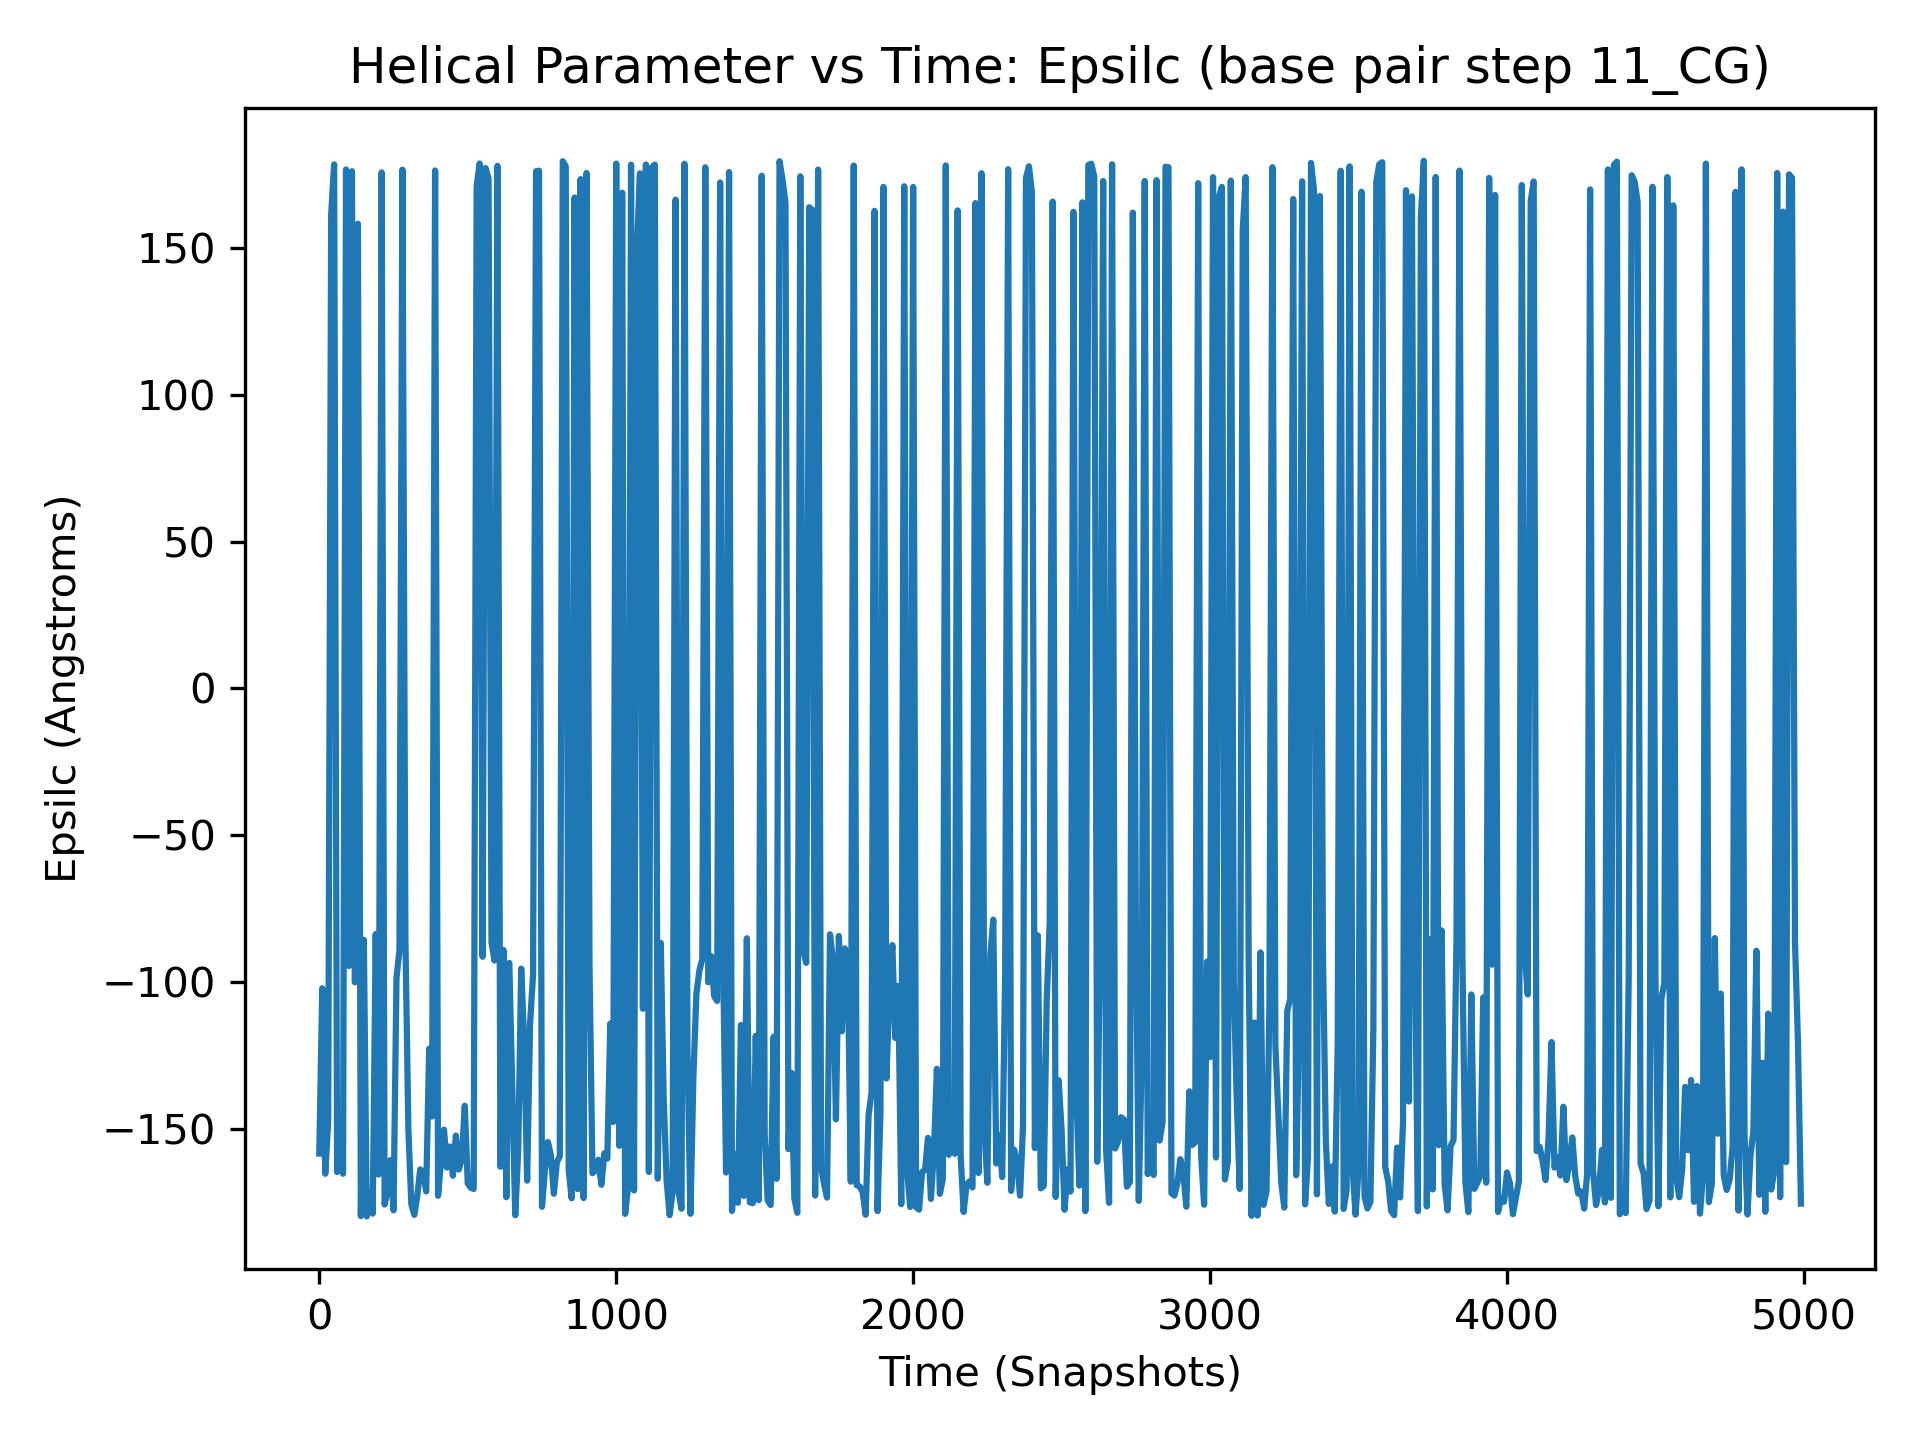 Helical Parameter vs Time: Epsilc (base pair step 11_CG)
Epsilc (Angstroms)
150
100
50
0
−50
−100
−150
0 1000 2000 3000 4000 5000
Time (Snapshots)